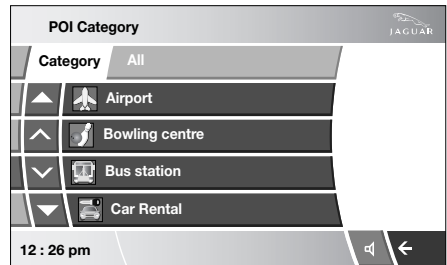 POI Category
JAGUAR
Category All
Airport
Bowling centre
Bus station
Car Rental
12 : 26 pm